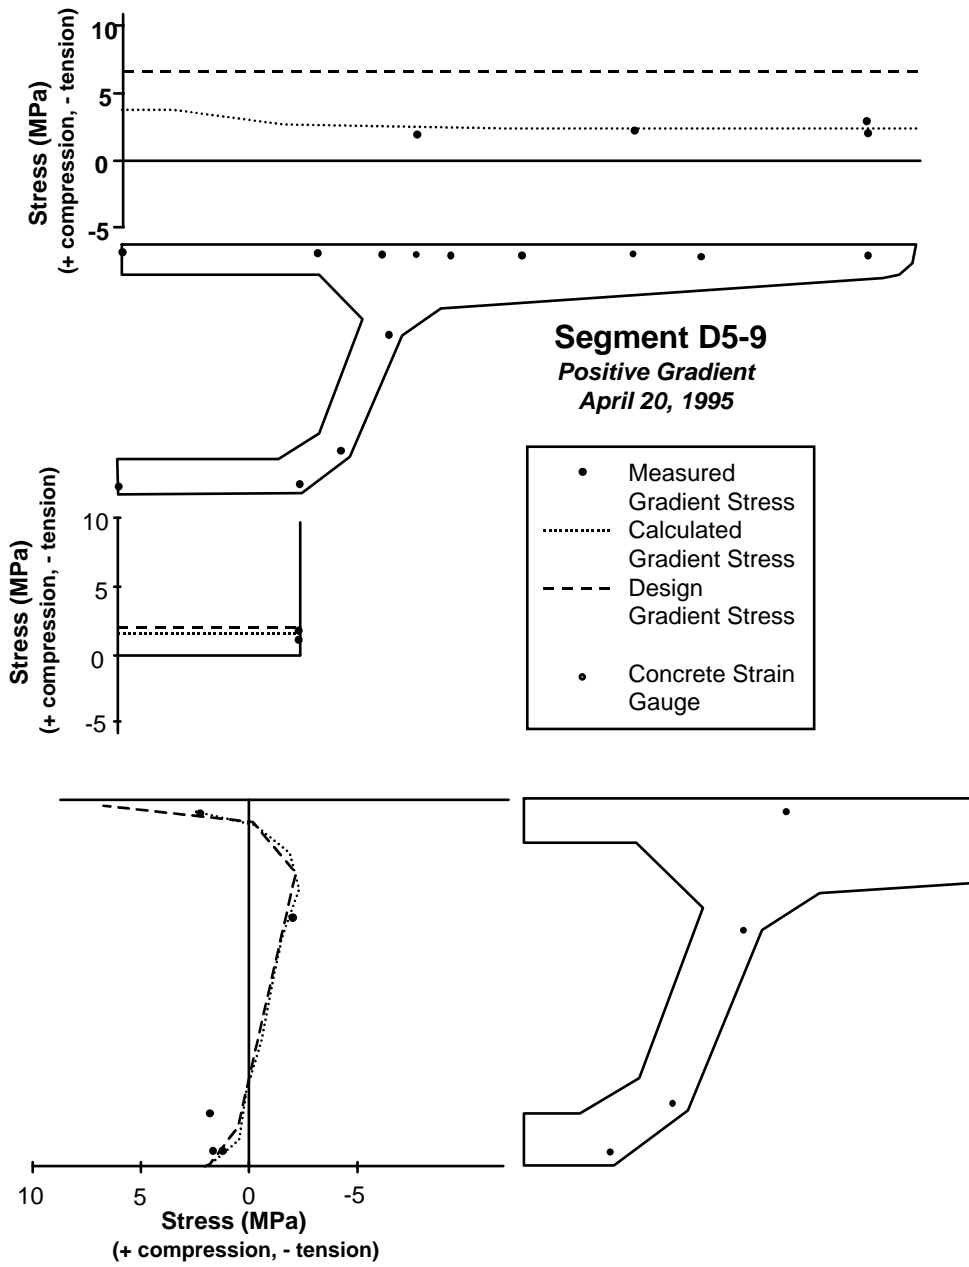 10
5
0
-5
Stress (MPa)
(+ compression, - tension)
Segment D5-9
Positive Gradient
April 20, 1995
Measured
Gradient Stress
Calculated
Gradient Stress
Design
Gradient Stress
Concrete Strain
Gauge
10
5
0
-5
Stress (MPa)
(+ compression, - tension)
10
5
0
-5
Stress (MPa)
(+ compression, - tension)